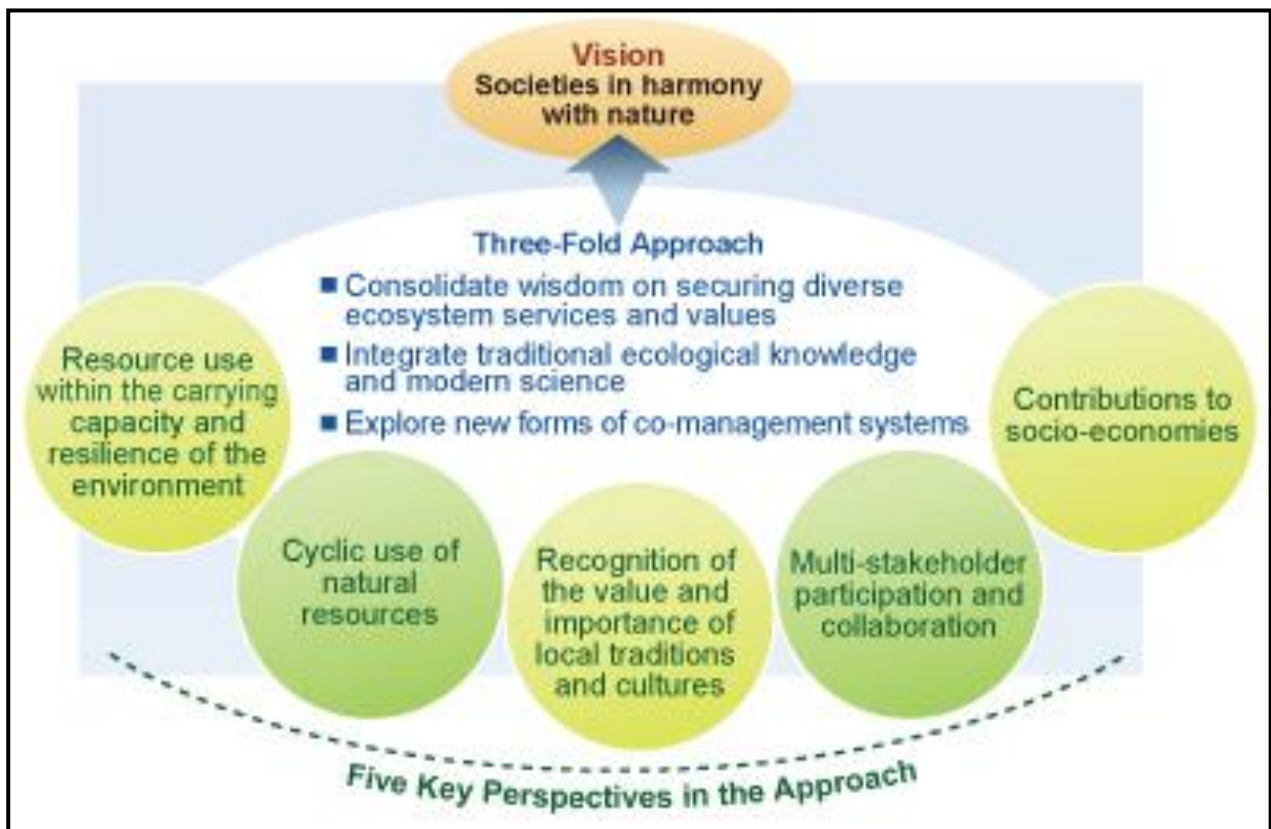 Vision
Societies in harmony
with nature
Three-Fold Approach
■ Consolidate wisdom on securing diverse
ecosystem services and values
■ Integrate traditional ecological knowledge
and modern science
■ Explore new forms of co-management systems
Resource use
within the carrying
capacity and
resilience of the
environment
Cyclic use of
natural
resources
Recognition of
the value and
importance of
local traditions
and cultures
Multi-stakeholder
participation and
collaboration
Contributions to
socio-economies
Five Key Perspectives in the Approach